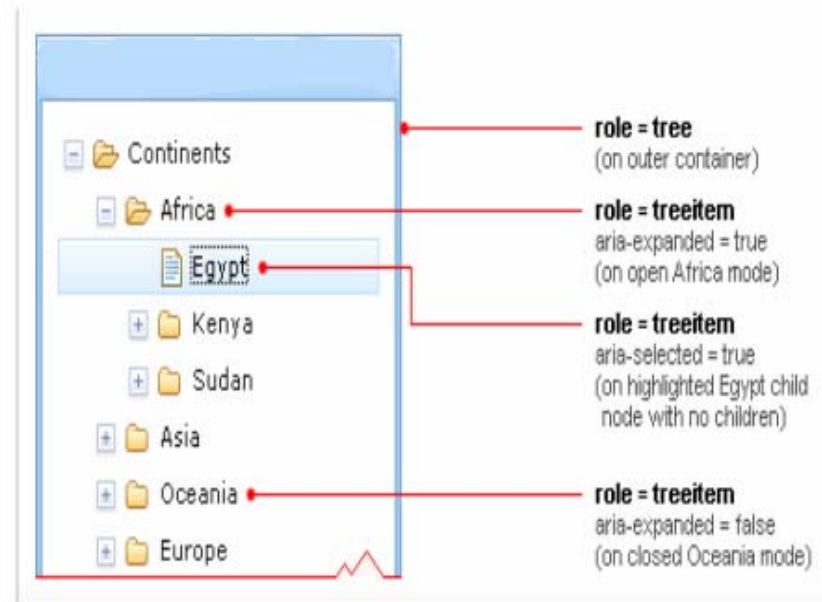 Continents
Africa
Egypt
Kenya
Sudan
Asia
Oceania
Europe
role = tree
(on outer container)
role = treeitem
aria-expanded = true
(on open Africa mode)
role = treeitem
aria-selected = true
(on highlighted Egypt child
node with no children)
role = treeitem
aria-expanded = false
(on closed Oceania mode)